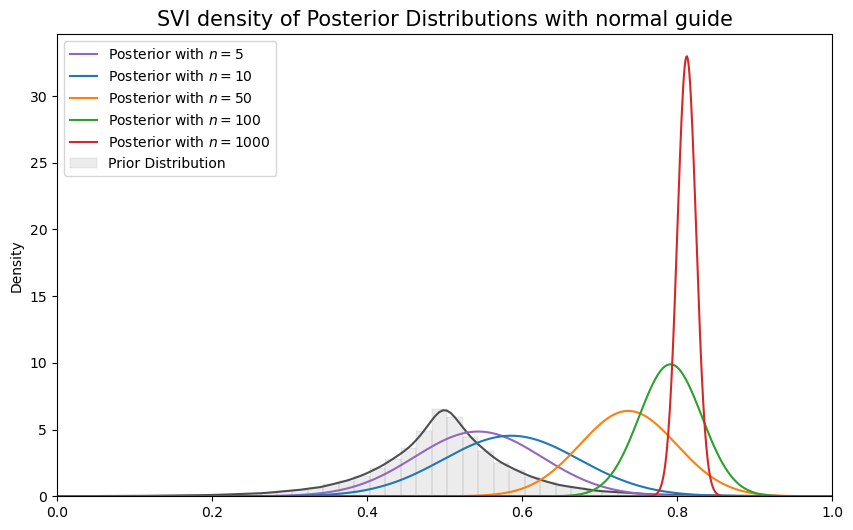 SVI density of Posterior Distributions with normal guide
Posterior with n = 5
Posterior with n = 10
Posterior with n = 50
Posterior with n = 100
Posterior with n = 1000
Prior Distribution
Density
30
25
20
15
10
5
0
0.0 0.2 0.4 0.6 0.8 1.0